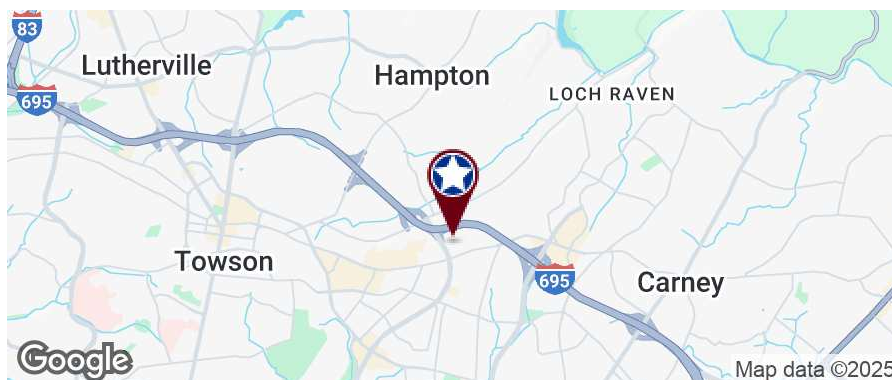 83
Lutherville
Hampton
695
LOCH RAVEN
Towson
695
Carney
Google
Map data ©2025